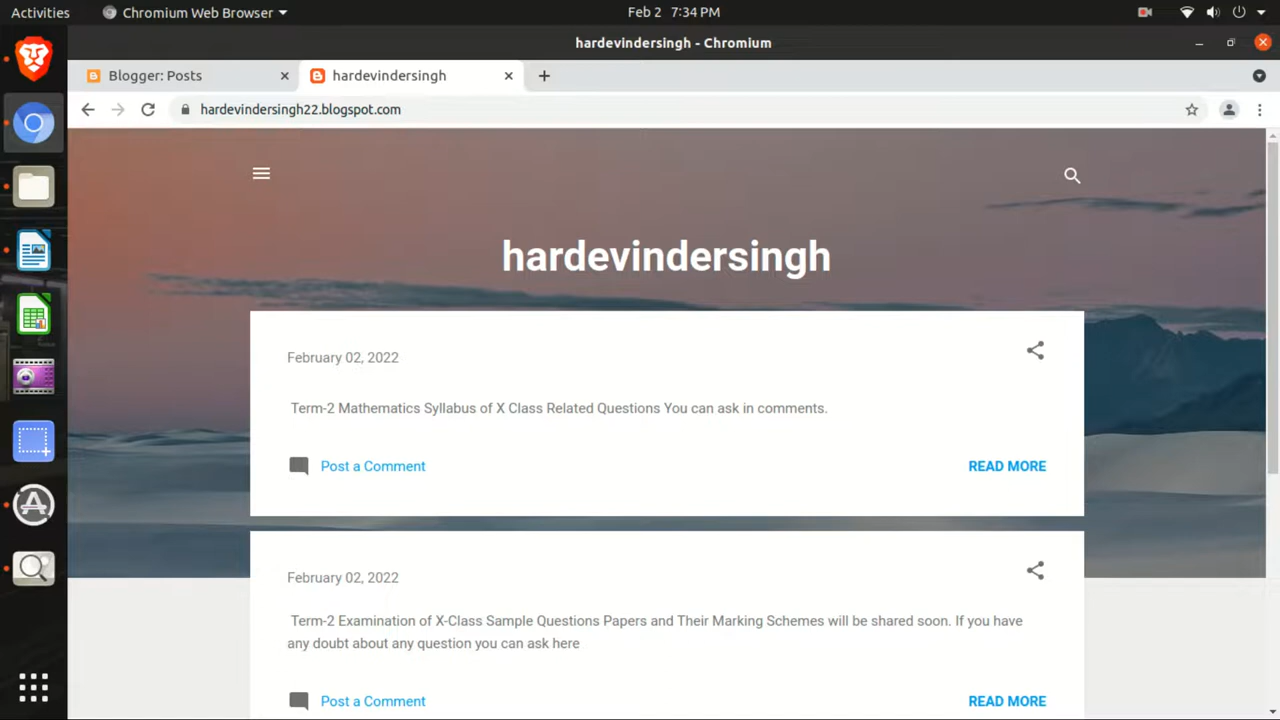 Activities
Chromium Web Browser
Feb 2 7:34 PM
hardevindersingh - Chromium
Blogger: Posts
hardevindersingh
hardevindersingh22.blogspot.com
hardevindersingh
February 02, 2022
Term-2 Mathematics Syllabus of X Class Related Questions You can ask in comments.
Post a Comment
READ MORE
February 02, 2022
Term-2 Examination of X-Class Sample Questions Papers and Their Marking Schemes will be shared soon. If you have
any doubt about any question you can ask here
Post a Comment
READ MORE